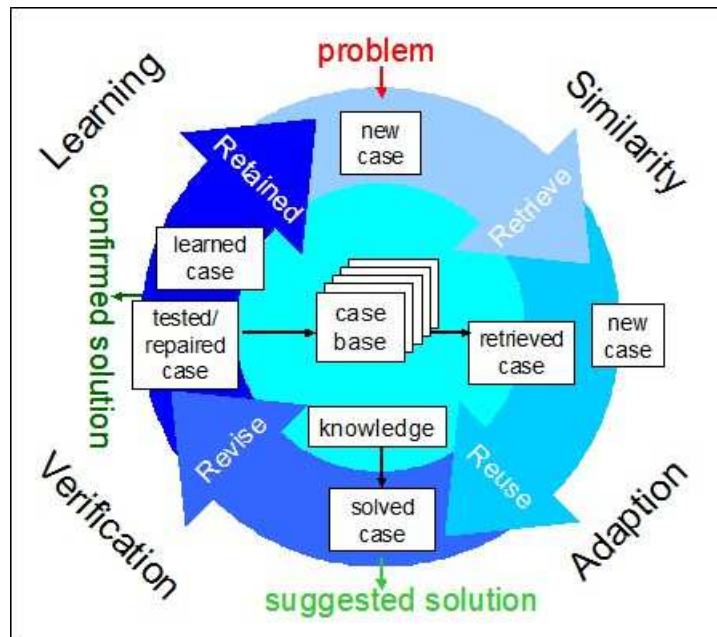 problem
Learning
Similarity
new
case
Retained
Retrieve
confirmed solution
learned
case
tested/
repaired
case
case
base
retrieved
case
new
case
knowledge
Revise
Reuse
solved
case
Verification
Adaption
suggested solution